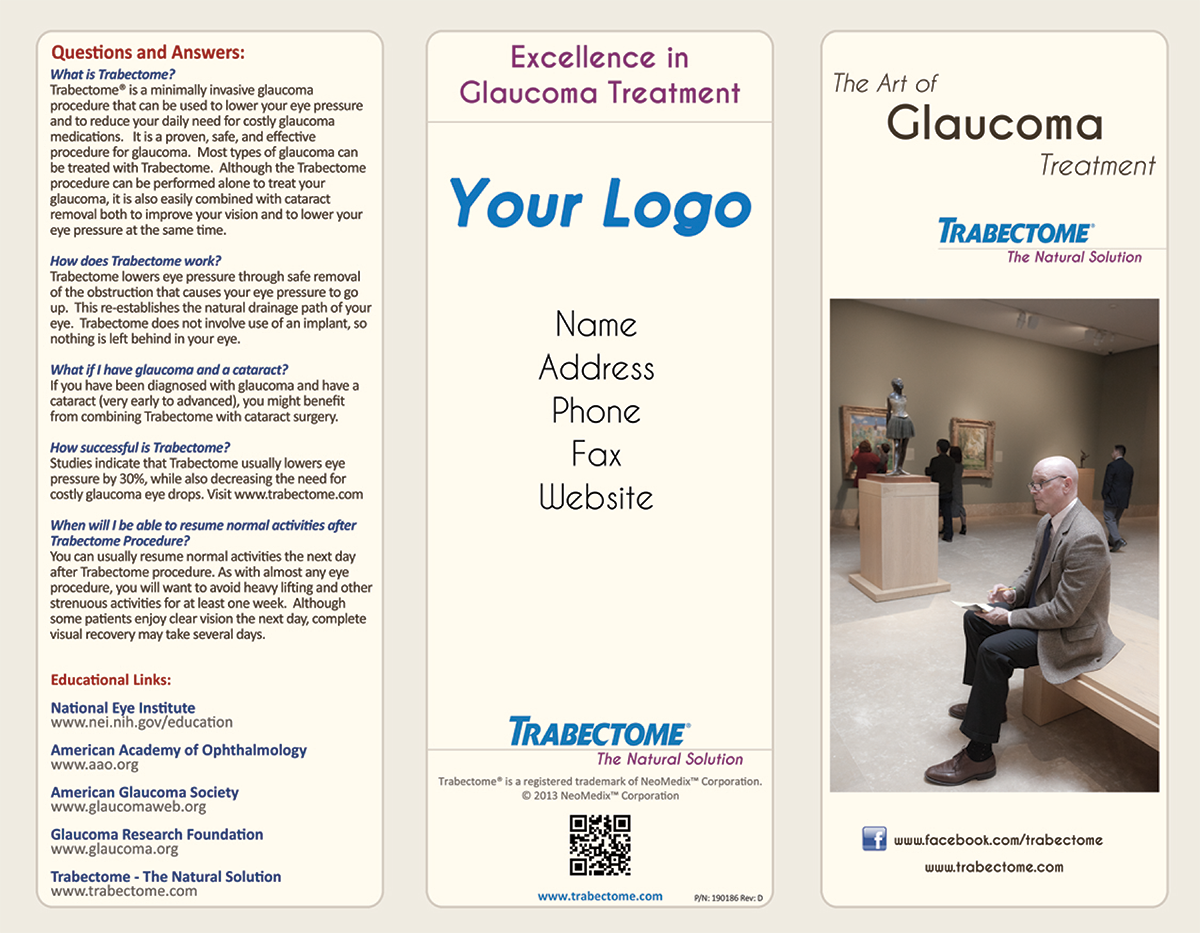 Questions and Answers:
What is Trabectome?
Trabectome® is a minimally invasive glaucoma
procedure that can be used to lower your eye pressure
and to reduce your daily need for costly glaucoma
medications.  It is a proven, safe, and effective
procedure for glaucoma.  Most types of glaucoma can
be treated with Trabectome.  Although the Trabectome
procedure can be performed alone to treat your
glaucoma, it is also easily combined with cataract
removal both to improve your vision and to lower your
eye pressure at the same time.
How does Trabectome work?
Trabectome lowers eye pressure through safe removal
of the obstruction that causes your eye pressure to go
up.  This re-establishes the natural drainage path of your
eye.  Trabectome does not involve use of an implant, so
nothing is left behind in your eye.
What if I have glaucoma and a cataract?
If you have been diagnosed with glaucoma and have a
cataract (very early to advanced), you might benefit
from combining Trabectome with cataract surgery.
How successful is Trabectome?
Studies indicate that Trabectome usually lowers eye
pressure by 30%, while also decreasing the need for
costly glaucoma eye drops. Visit www.trabectome.com
When will I be able to resume normal activities after
Trabectome Procedure?
You can usually resume normal activities the next day
after Trabectome procedure. As with almost any eye
procedure, you will want to avoid heavy lifting and other
strenuous activities for at least one week.  Although
some patients enjoy clear vision the next day, complete
visual recovery may take several days.
Educational Links:
National Eye Institute
www.nei.nih.gov/education
American Academy of Ophthalmology
www.aao.org
American Glaucoma Society
www.glaucomaweb.org
Glaucoma Research Foundation
www.glaucoma.org
Trabectome - The Natural Solution
www.trabectome.com
Excellence in
Glaucoma Treatment
Your Logo
Name
Address
Phone
Fax
Website
TRABECTOME®
The Natural Solution
Trabectome® is a registered trademark of NeoMedix™ Corporation.
© 2013 NeoMedix™ Corporation
www.trabectome.com
P/N: 190186 Rev: D
The Art of
Glaucoma
Treatment
TRABECTOME®
The Natural Solution
f www.facebook.com/trabectome
www.trabectome.com